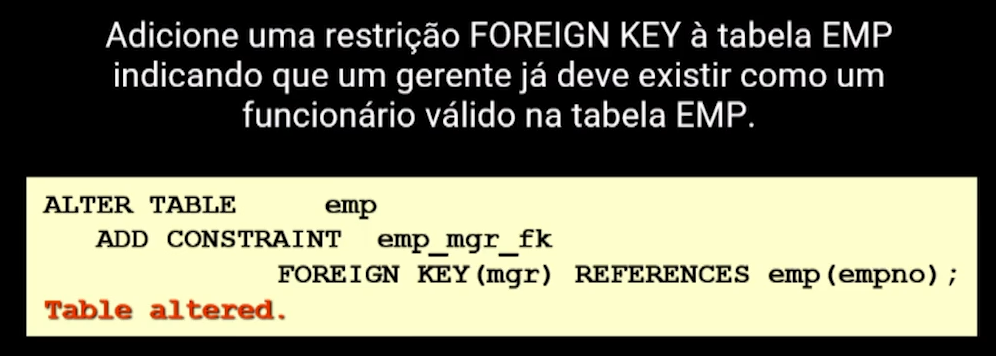 Adicione uma restrição FOREIGN KEY à tabela EMP
indicando que um gerente já deve existir como um
funcionário válido na tabela EMP.
ALTER TABLE emp
ADD CONSTRAINT emp_mgr_fk
FOREIGN KEY(mgr) REFERENCES emp(empno);
Table altered.